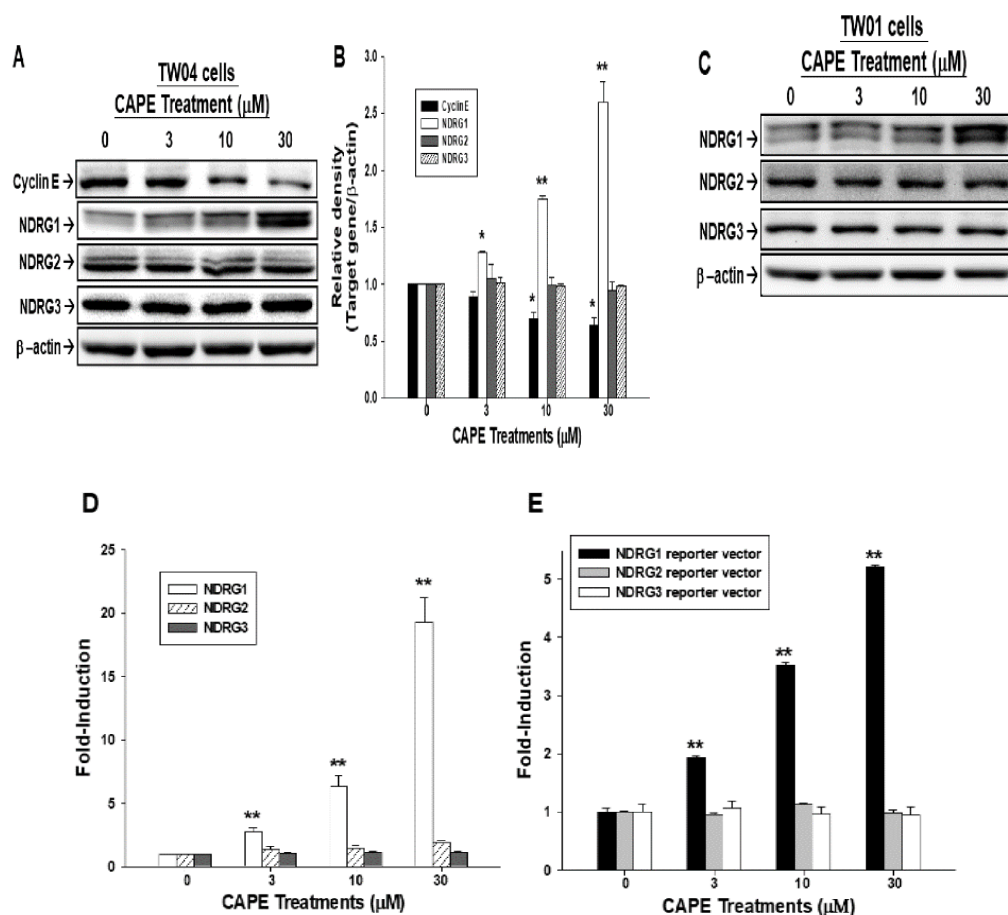 A
TW04 cells
CAPE Treatment (μM)
0 3 10 30
Cyclin E→
NDRG1→
NDRG2→
NDRG3→
β–actin→
B
Relative density
(Target gene/β-actin)
3.0
2.5
2.0
1.5
1.0
0.5
0.0
CyclinE
NDRG1
NDRG2
NDRG3
*
*
**
*
**
0 3 10 30
CAPE Treatments (μM)
C
TW01 cells
CAPE Treatment (μM)
0 3 10 30
NDRG1→
NDRG2→
NDRG3→
β–actin→
D
Fold-Induction
25
20
15
10
5
0
NDRG1
NDRG2
NDRG3
**
**
**
0 3 10 30
CAPE Treatments (μM)
E
Fold-Induction
5
4
2
1
0
NDRG1 reporter vector
NDRG2 reporter vector
NDRG3 reporter vector
**
**
**
0 3 10 30
CAPE Treatments (μM)